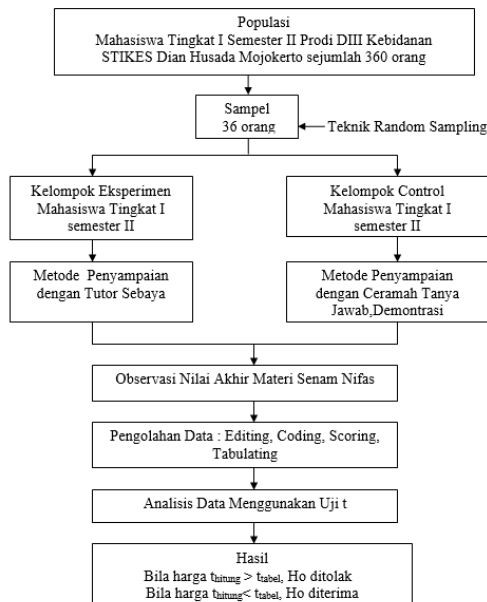 Populasi
Mahasiswa Tingkat I Semester II Prodi DIII Kebidanan
STIKES Dian Husada Mojokerto sejumlah 360 orang
Sampel
36 orang
Teknik Random Sampling
Kelompok Eksperimen
Mahasiswa Tingkat I
semester II
Kelompok Control
Mahasiswa Tingkat I
semester II
Metode Penyampaian
dengan Tutor Sebaya
Metode Penyampaian
dengan Ceramah Tanya
Jawab,Demontrasi
Observasi Nilai Akhir Materi Senam Nifas
Pengolahan Data : Editing, Coding, Scoring,
Tabulating
Analisis Data Menggunakan Uji t
Hasil
Bila harga thitung > ttabel, Ho ditolak
Bila harga thitung< ttabel, Ho diterima